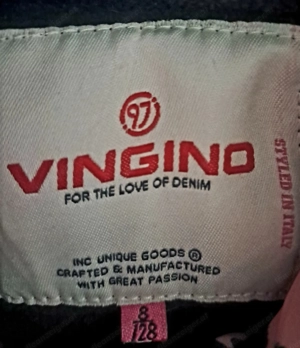 97
VINGINO
FOR THE LOVE OF DENIM
STYLED IN ITALY
INC UNIQUE GOODS ®
CRAFTED & MANUFACTURED
WITH GREAT PASSION
8
/128